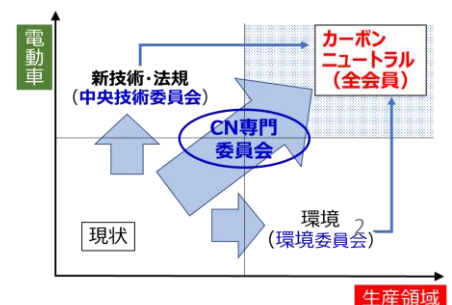 電動車
カーボン
ニュートラル
(全会員)
新技術・法規
(中央技術委員会)
CN専門
委員会
現状
環境
(環境委員会)
2
生産領域